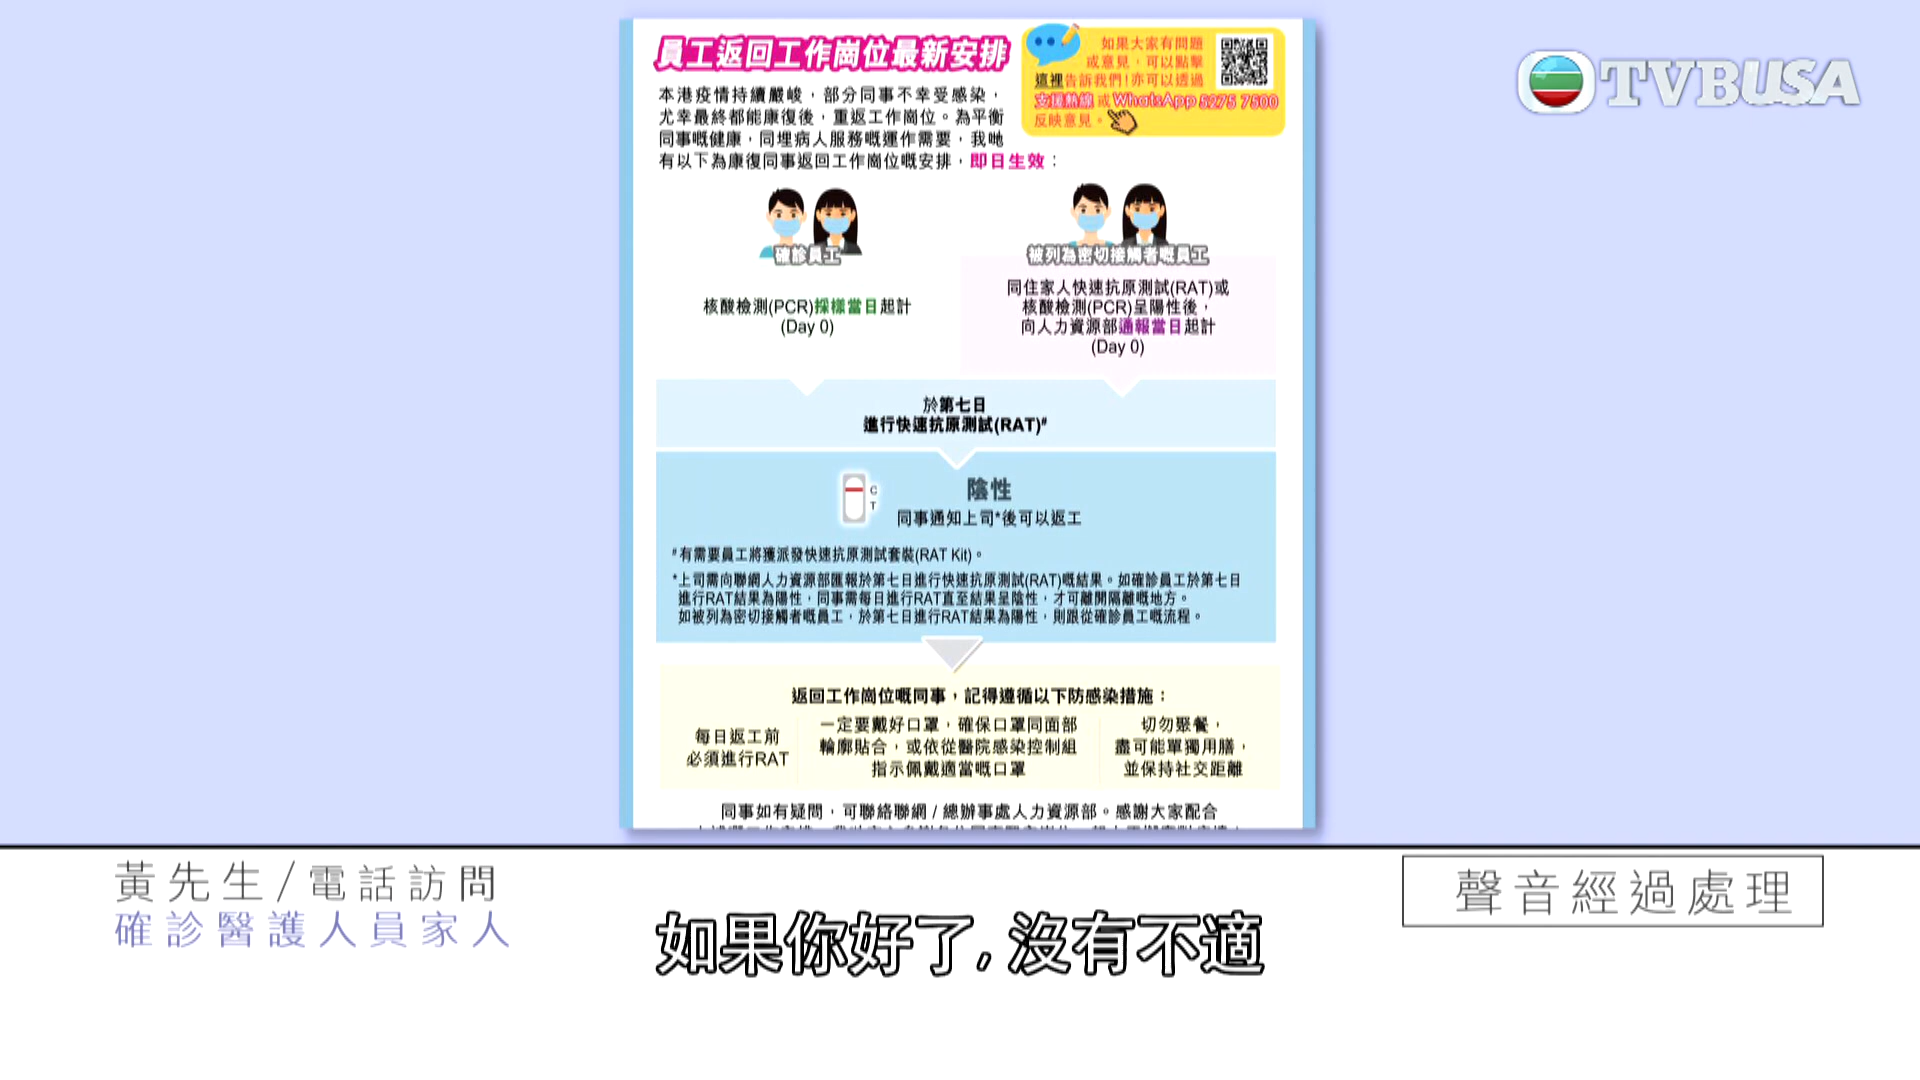 員工返回工作崗位最新安排
本港疫情持續嚴峻，部分同事不幸受感染，
尤幸最終都能康復後，重返工作崗位。為平衡
同事嘅健康，同埋病人服務嘅運作需要，我哋
有以下為康復同事返回工作崗位嘅安排，即日生效：
如果大家有問題
或意見，可以點擊
這裡告訴我們！亦可以透過
支援熱線 或 WhatsApp 5275 7500
反映意見。
TVBUSA
確診員工
核酸檢測(PCR)採樣當日起計
(Day 0)
被列為密切接觸者嘅員工
同住家人快速抗原測試(RAT)或
核酸檢測(PCR)呈陽性後，
向人力資源部通報當日起計
(Day 0)
於第七日
進行快速抗原測試(RAT)#
C
T
陰性
同事通知上司*後可以返工
#有需要員工將獲派發快速抗原測試套裝(RAT Kit)。
*上司需向聯網人力資源部匯報於第七日進行快速抗原測試(RAT)嘅結果。如確診員工於第七日
進行RAT結果為陽性，同事需每日進行RAT直至結果呈陰性，才可離開隔離嘅地方。
如被列為密切接觸者嘅員工，於第七日進行RAT結果為陽性，則跟從確診員工嘅流程。
返回工作崗位嘅同事，記得遵循以下防感染措施：
每日返工前
必須進行RAT
一定要戴好口罩，確保口罩同面部
輪廓貼合，或依從醫院感染控制組
指示佩戴適當嘅口罩
切勿聚餐，
盡可能單獨用膳，
並保持社交距離
同事如有疑問，可聯絡聯網 / 總辦事處人力資源部。感謝大家配合
黃先生/電話訪問
確診醫護人員家人
如果你好了, 沒有不適
聲音經過處理